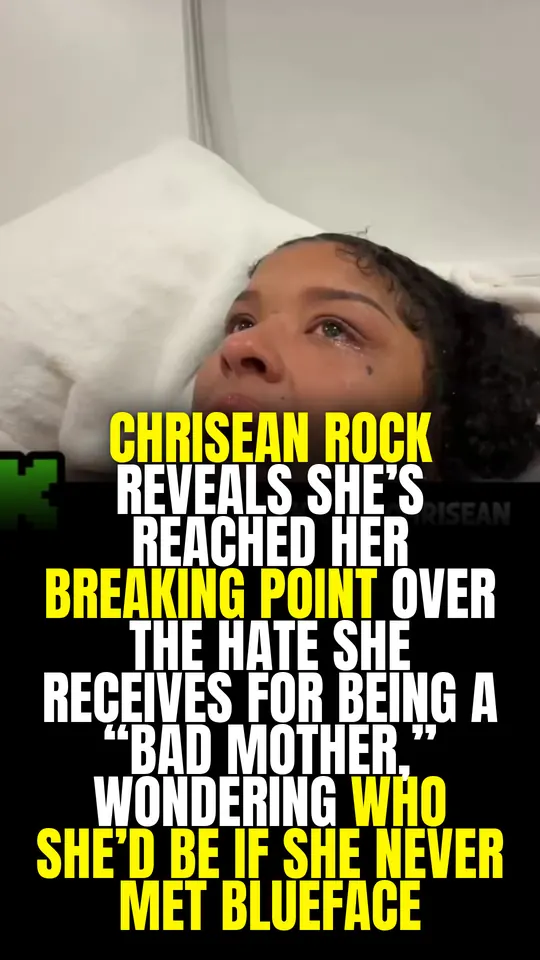 CHRISEAN ROCK
REVEALS SHE'S
REACHED HER
BREAKING POINT OVER
THE HATE SHE
RECEIVES FOR BEING A
“BAD MOTHER,”
WONDERING WHO
SHE'D BE IF SHE NEVER
MET BLUEFACE